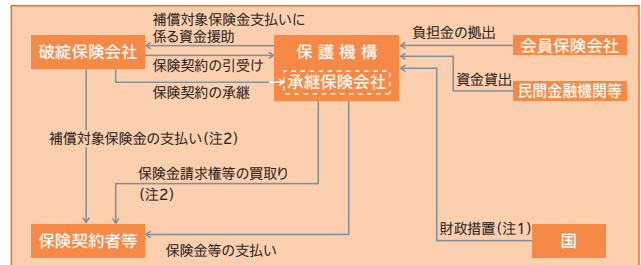 補償対象保険金支払いに
係る資金援助
破綻保険会社
保険契約の引受け
保険契約の承継
保護機構
承継保険会社
負担金の拠出
会員保険会社
資金貸出
民間金融機関等
補償対象保険金の支払い(注2)
保険金請求権等の買取り
(注2)
保険契約者等
保険金等の支払い
財政措置(注1)
国